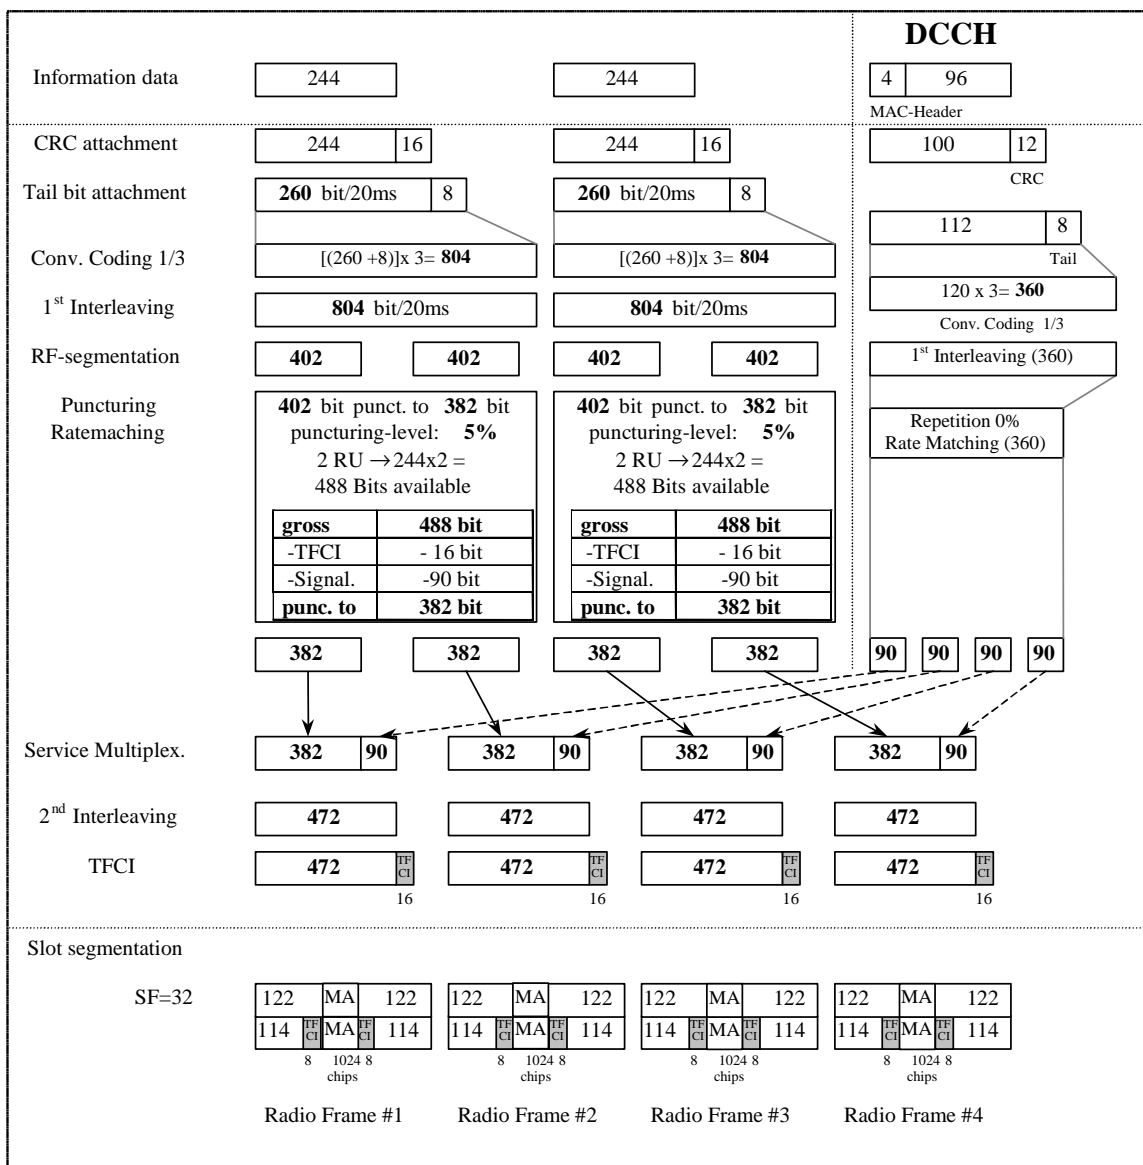 DCCH
Information data
244
244
4 96
MAC-Header
CRC attachment
244 16
244 16
100 12
CRC
Tail bit attachment
260 bit/20ms 8
260 bit/20ms 8
112 8
Tail
Conv. Coding 1/3
[(260 +8)]x 3= 804
[(260 +8)]x 3= 804
120 x 3= 360
Conv. Coding 1/3
1st Interleaving
804 bit/20ms
804 bit/20ms
RF-segmentation
402 402
402 402
1st Interleaving (360)
Puncturing
Ratemaching
402 bit punct. to 382 bit
puncturing-level: 5%
2 RU → 244x2 =
488 Bits available
gross 488 bit
-TFCI - 16 bit
-Signal. -90 bit
punc. to 382 bit
402 bit punct. to 382 bit
puncturing-level: 5%
2 RU → 244x2 =
488 Bits available
gross 488 bit
-TFCI - 16 bit
-Signal. -90 bit
punc. to 382 bit
Repetition 0%
Rate Matching (360)
382 382 382 382 90 90 90 90
Service Multiplex.
382 90 382 90 382 90 382 90
2nd Interleaving
472 472 472 472
TFCI
472 TF CI 472 TF CI 472 TF CI 472 TF CI
16 16 16 16
Slot segmentation
SF=32
122 MA 122 122 MA 122 122 MA 122 122 MA 122
114 TF CI MA TF CI 114 114 TF CI MA TF CI 114 114 TF CI MA TF CI 114 114 TF CI MA TF CI 114
8 1024 8 8 1024 8 8 1024 8 8 1024 8
chips chips chips chips
Radio Frame #1 Radio Frame #2 Radio Frame #3 Radio Frame #4